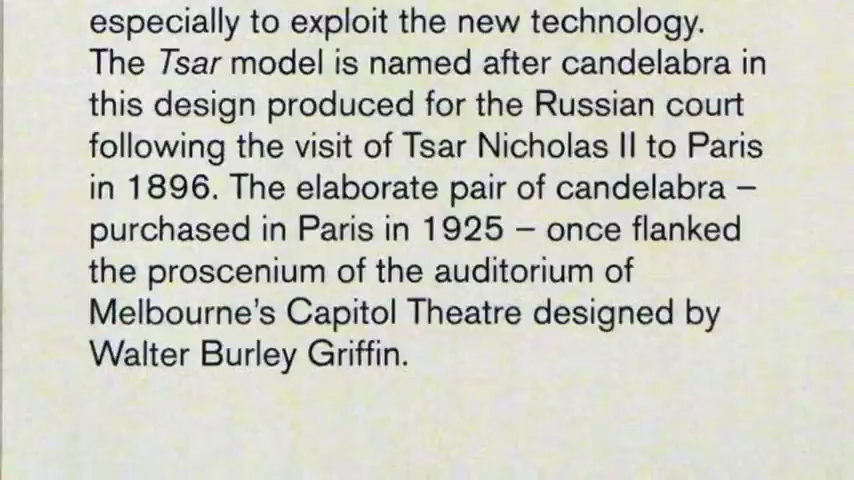 especially to exploit the new technology.
The Tsar model is named after candelabra in
this design produced for the Russian court
following the visit of Tsar Nicholas II to Paris
in 1896. The elaborate pair of candelabra –
purchased in Paris in 1925 – once flanked
the proscenium of the auditorium of
Melbourne’s Capitol Theatre designed by
Walter Burley Griffin.